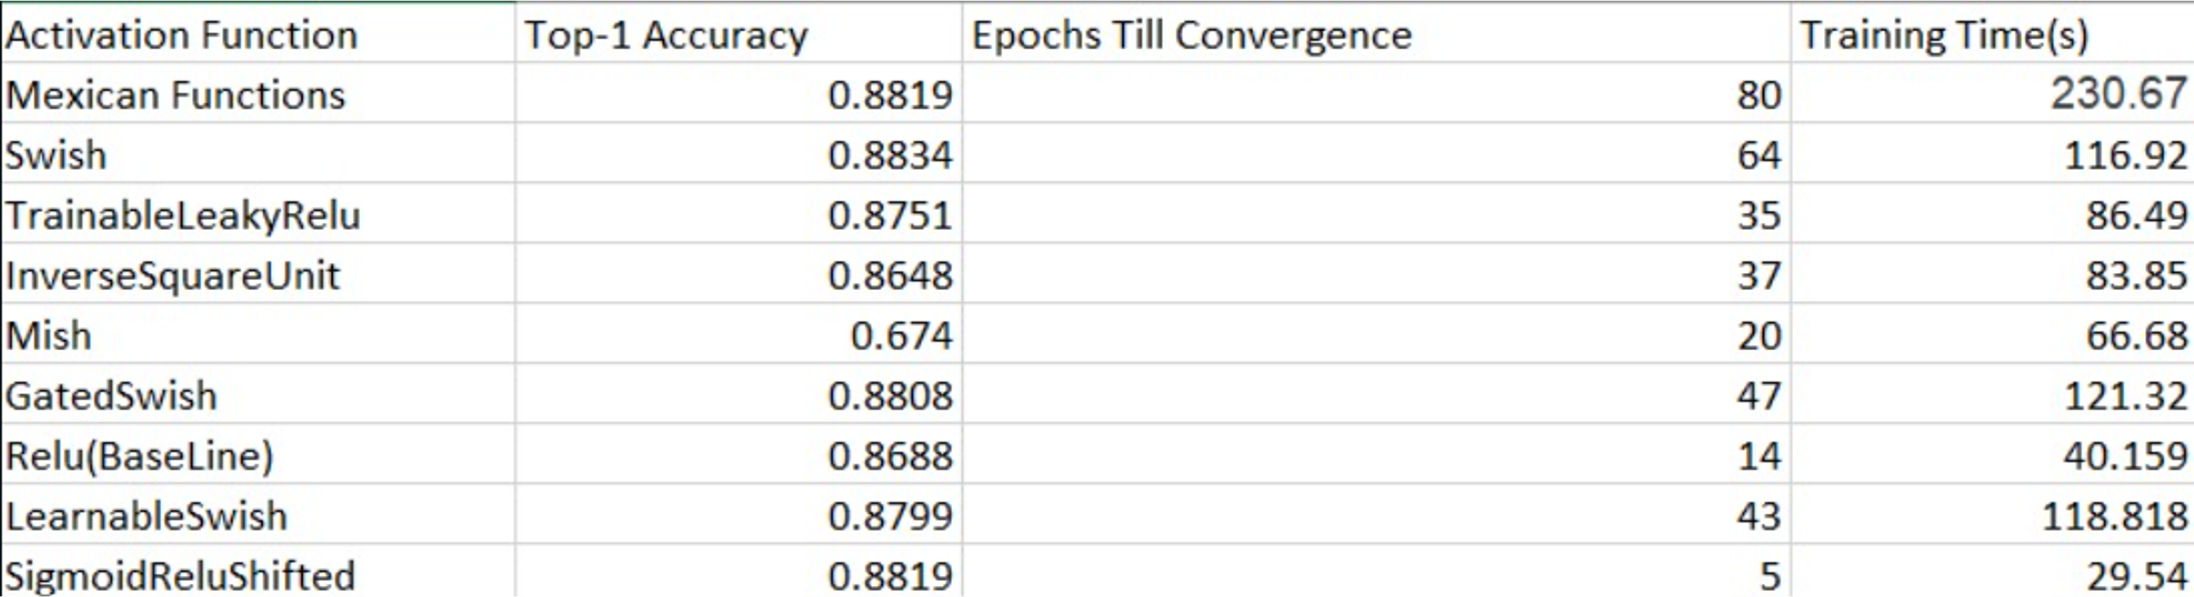 Activation Function Top-1 Accuracy Epochs Till Convergence Training Time(s)
Mexican Functions 0.8819 80 230.67
Swish 0.8834 64 116.92
TrainableLeakyRelu 0.8751 35 86.49
InverseSquareUnit 0.8648 37 83.85
Mish 0.674 20 66.68
GatedSwish 0.8808 47 121.32
Relu(BaseLine) 0.8688 14 40.159
LearnableSwish 0.8799 43 118.818
SigmoidReluShifted 0.8819 5 29.54